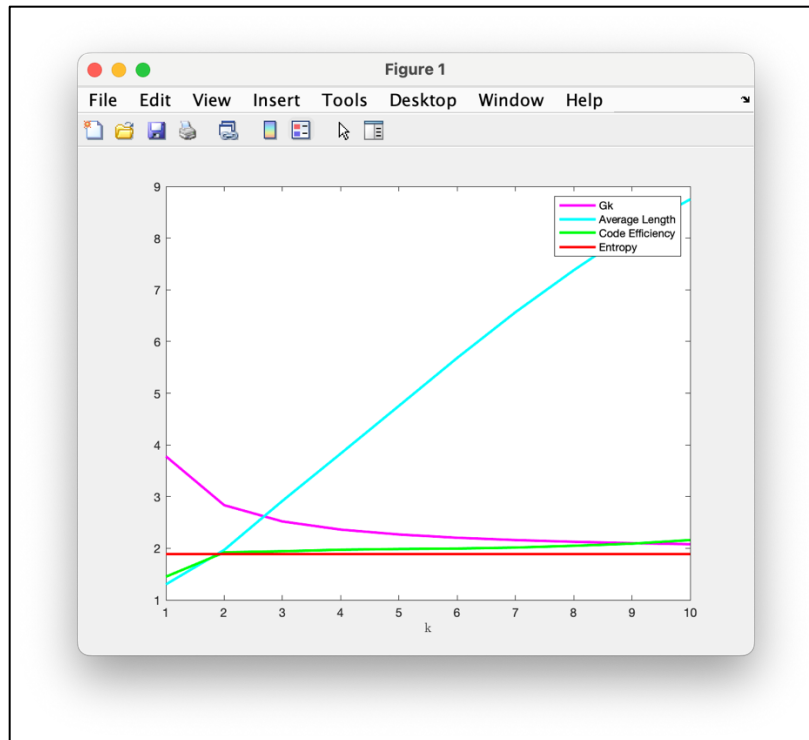 Figure 1
File Edit View Insert Tools Desktop Window Help
9
8
7
6
5
4
3
2
1
1 2 3 4 5 6 7 8 9 10
k
Gk
Average Length
Code Efficiency
Entropy